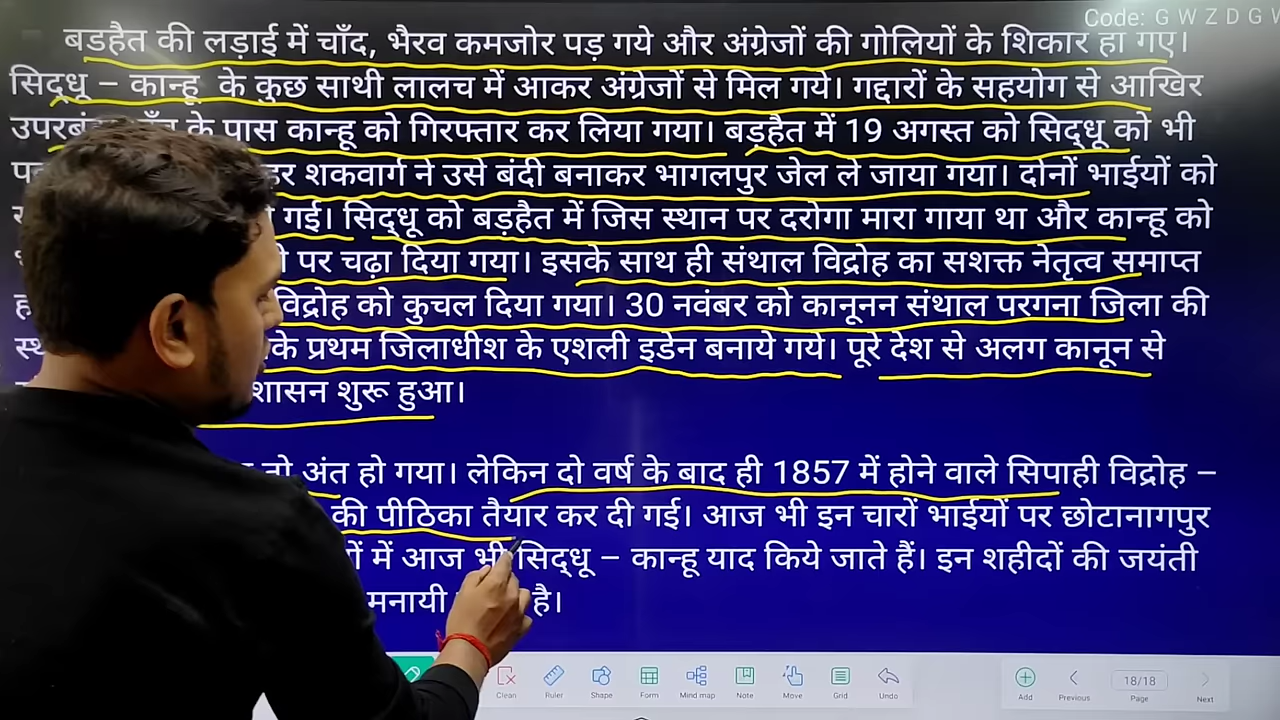 Code: G W Z D G
बडहैत की लड़ाई में चाँद, भैरव कमजोर पड़ गये और अंग्रेजों की गोलियों के शिकार हा गए।
सिद्धू – कान्हू के कुछ साथी लालच में आकर अंग्रेजों से मिल गये। गद्दारों के सहयोग से आखिर
के पास कान्हू को गिरफ्तार कर लिया गया। बड़हैत में 19 अगस्त को सिद्धू को भी
शकवार्ग ने उसे बंदी बनाकर भागलपुर जेल ले जाया गया। दोनों भाईयों को
गई। सिद्धू को बड़हैत में जिस स्थान पर दरोगा मारा गाया था और कान्हू को
पर चढ़ा दिया गया। इसके साथ ही संथाल विद्रोह का सशक्त नेतृत्व समाप्त
विद्रोह को कुचल दिया गया। 30 नवंबर को कानूनन संथाल परगना जिला की
के प्रथम जिलाधीश के एशली इडेन बनाये गये। पूरे देश से अलग कानून से
शासन शुरू हुआ।
अंत हो गया। लेकिन दो वर्ष के बाद ही 1857 में होने वाले सिपाही विद्रोह –
की पीठिका तैयार कर दी गई। आज भी इन चारों भाईयों पर छोटानागपुर
में आज भी सिद्धू – कान्हू याद किये जाते हैं। इन शहीदों की जयंती
मनायी है।
Clean Ruler Shape Form Mind map Note Move Grid Undo Add Previous 18/18 Page Next